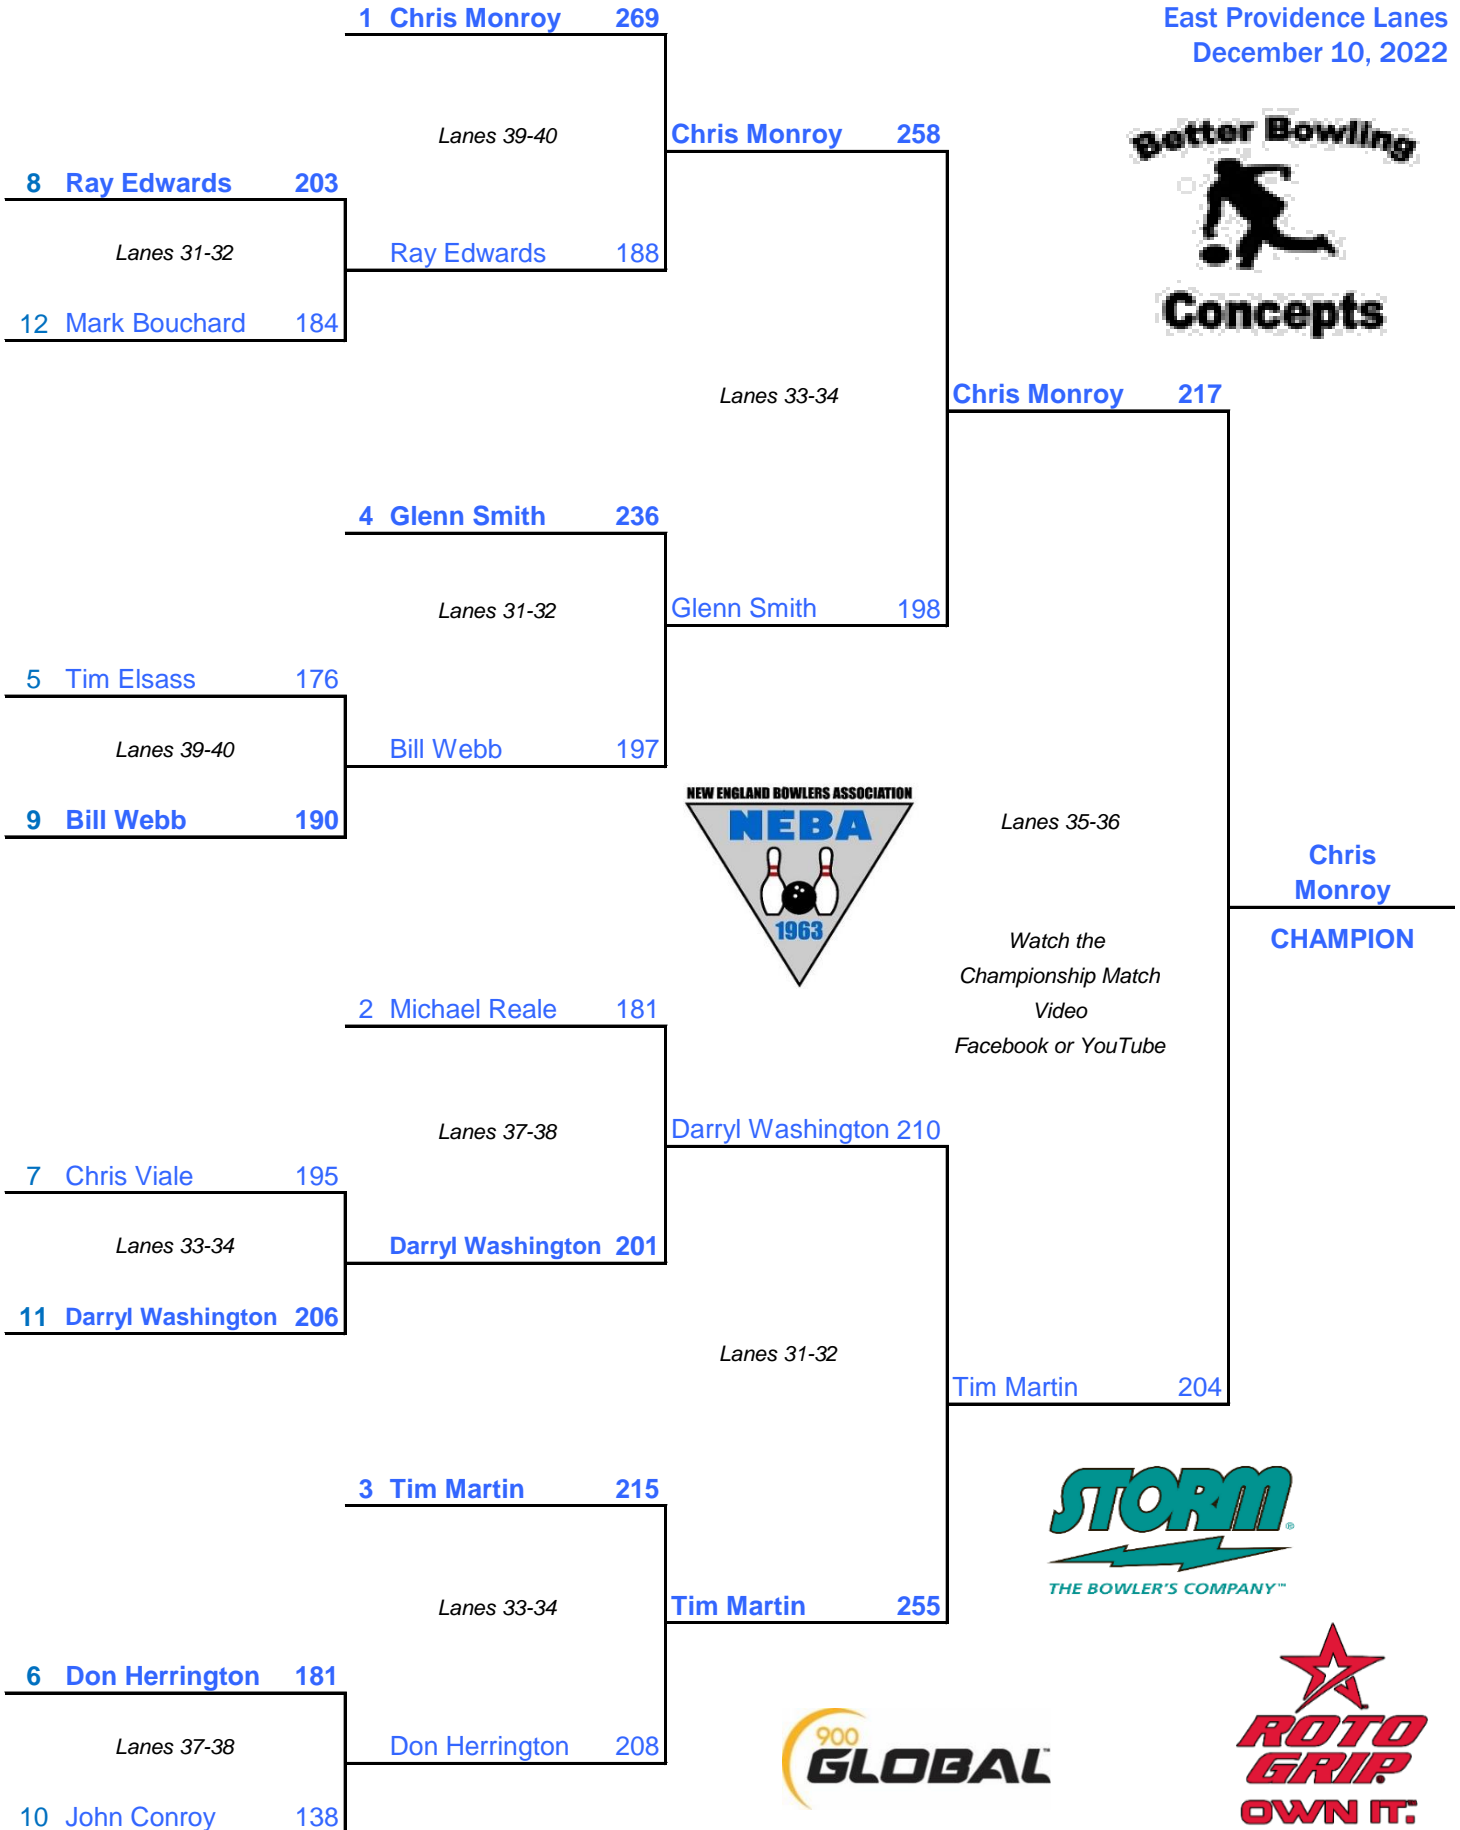 1 Chris Monroy 269
East Providence Lanes
December 10, 2022
Better Bowling
Concepts
Lanes 39-40
Chris Monroy 258
8 Ray Edwards 203
Lanes 31-32
Ray Edwards 188
12 Mark Bouchard 184
Lanes 33-34
Chris Monroy 217
4 Glenn Smith 236
Lanes 31-32
Glenn Smith 198
5 Tim Elsass 176
Lanes 39-40
Bill Webb 197
9 Bill Webb 190
NEW ENGLAND BOWLERS ASSOCIATION
NEBA
1963
Lanes 35-36
Chris
Monroy
CHAMPION
Watch the
Championship Match
Video
Facebook or YouTube
2 Michael Reale 181
Lanes 37-38
Darryl Washington 210
7 Chris Viale 195
Lanes 33-34
Darryl Washington 201
11 Darryl Washington 206
Lanes 31-32
Tim Martin 204
3 Tim Martin 215
Lanes 33-34
Tim Martin 255
STORM®
THE BOWLER'S COMPANY™
6 Don Herrington 181
Lanes 37-38
Don Herrington 208
10 John Conroy 138
900
GLOBAL™
ROTO
GRIP
OWN IT.™